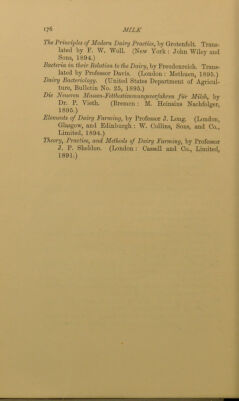 176 MILK
The Principles of Modern Dairy Practice, by Grotenfelt. Trans-
lated by F. W. Woll. (New York: John Wiley and
Sons, 1894.)
Bacteria in their Relation to the Dairy, by Freudenreich. Trans-
lated by Professor Davis. (London: Methuen, 1895.)
Dairy Bacteriology. (United States Department of Agricul-
ture, Bulletin No. 25, 1895.)
Die Neueren Massen-Fettbestimmungsverfahren für Milch, by
Dr. P. Vieth. (Bremen: M. Heinsius Nachfolger,
1895.)
Elements of Dairy Farming, by Professor J. Long. (London,
Glasgow, and Edinburgh: W. Collins, Sons, and Co.,
Limited, 1894.)
Theory, Practice, and Methods of Dairy Farming, by Professor
J. P. Sheldon. (London: Cassell and Co., Limited,
1891.)